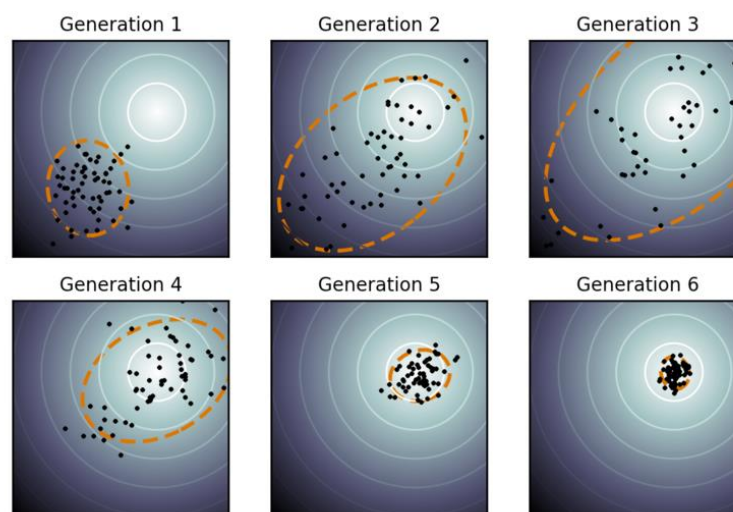 Generation 1
Generation 2
Generation 3
Generation 4
Generation 5
Generation 6